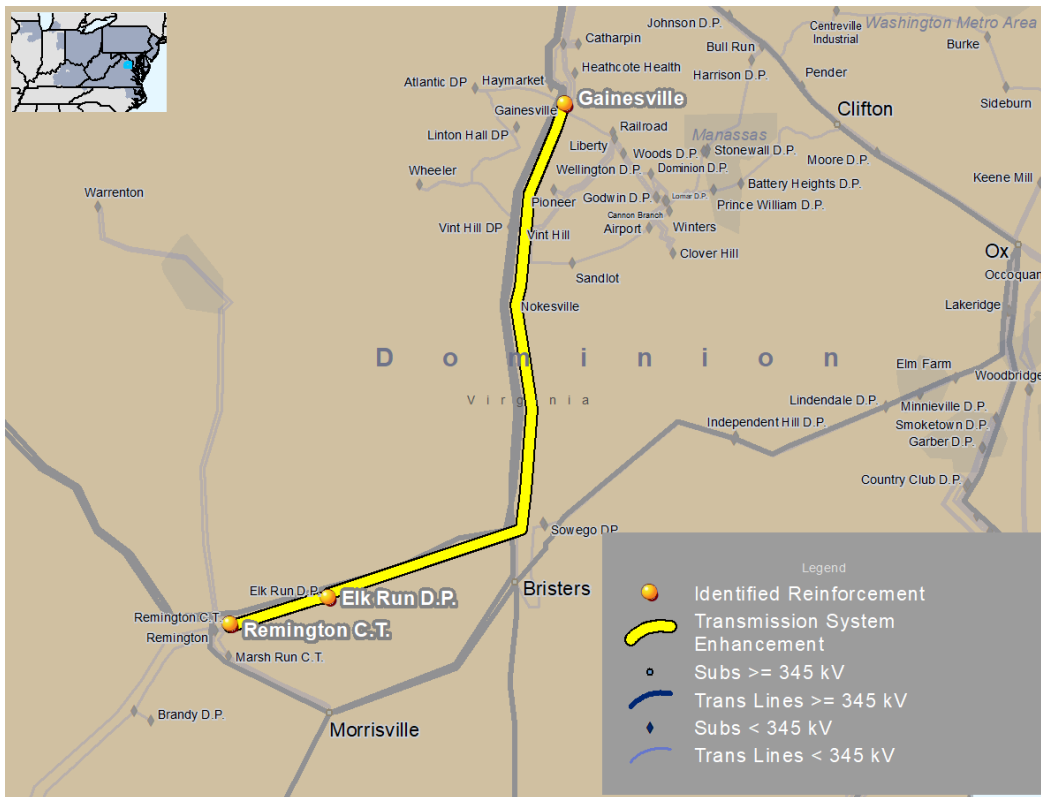 Johnson D.P.
Washington Metro Area
Centreville
Industrial
Catharpin
Bull Run
Burke
Heathcote Health
Harrison D.P.
Pender
Atlantic DP
Haymarket
Gainesville
Gainesville
Sideburn
Clifton
Railroad
Manassas
Linton Hall DP
Liberty
Woods D.P.
Stonewall D.P.
Moore D.P.
Wellington D.P.
Dominion D.P.
Wheeler
Keene Mill
Battery Heights D.P.
Warrenton
Pioneer
Godwin D.P.
Lomar D.P.
Prince William D.P.
Cannon Branch
Airport
Winters
Vint Hill DP
Vint Hill
Clover Hill
Ox
Sandlot
Occoquan
Nokesville
Lakeridge
Dominion
Elm Farm
Woodbridge
Virginia
Lindendale D.P.
Minnieville D.P.
Independent Hill D.P.
Smoketown D.P.
Garber D.P.
Country Club D.P.
Sowego DP
Elk Run D.P.
Elk Run D.P.
Bristers
Remington C.T.
Remington C.T.
Remington
Marsh Run C.T.
Brandy D.P.
Morrisville
Legend
Identified Reinforcement
Transmission System
Enhancement
Subs >= 345 kV
Trans Lines >= 345 kV
Subs < 345 kV
Trans Lines < 345 kV